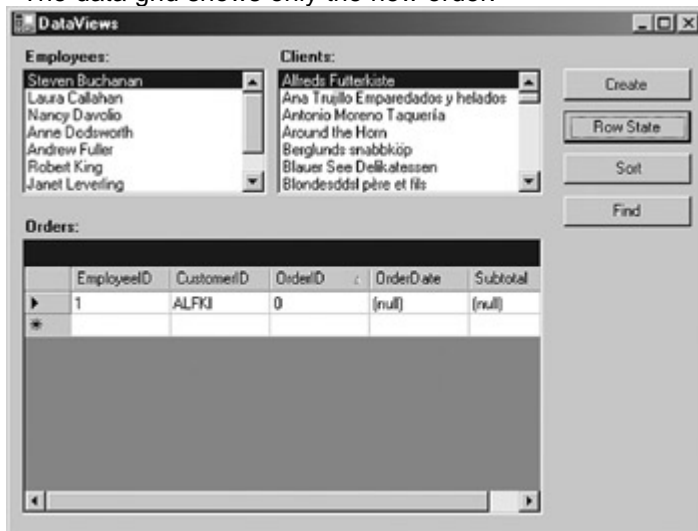 The data grid shows only the new order.
DataViews
Employees:
Steven Buchanan
Laura Callahan
Nancy Davolio
Anne Dodsworth
Andrew Fuller
Robert King
Janet Leverling
Clients:
Alfreds Futterkiste
Ana Trujillo Emparedados y helados
Antonio Moreno Taquería
Around the Horn
Berglunds snabbköp
Blauer See Delikatessen
Blondesddsl père et fils
Create
Row State
Sort
Find
Orders:
EmployeeID CustomerID OrderID OrderDate Subtotal
1 ALFKI 0 (null) (null)